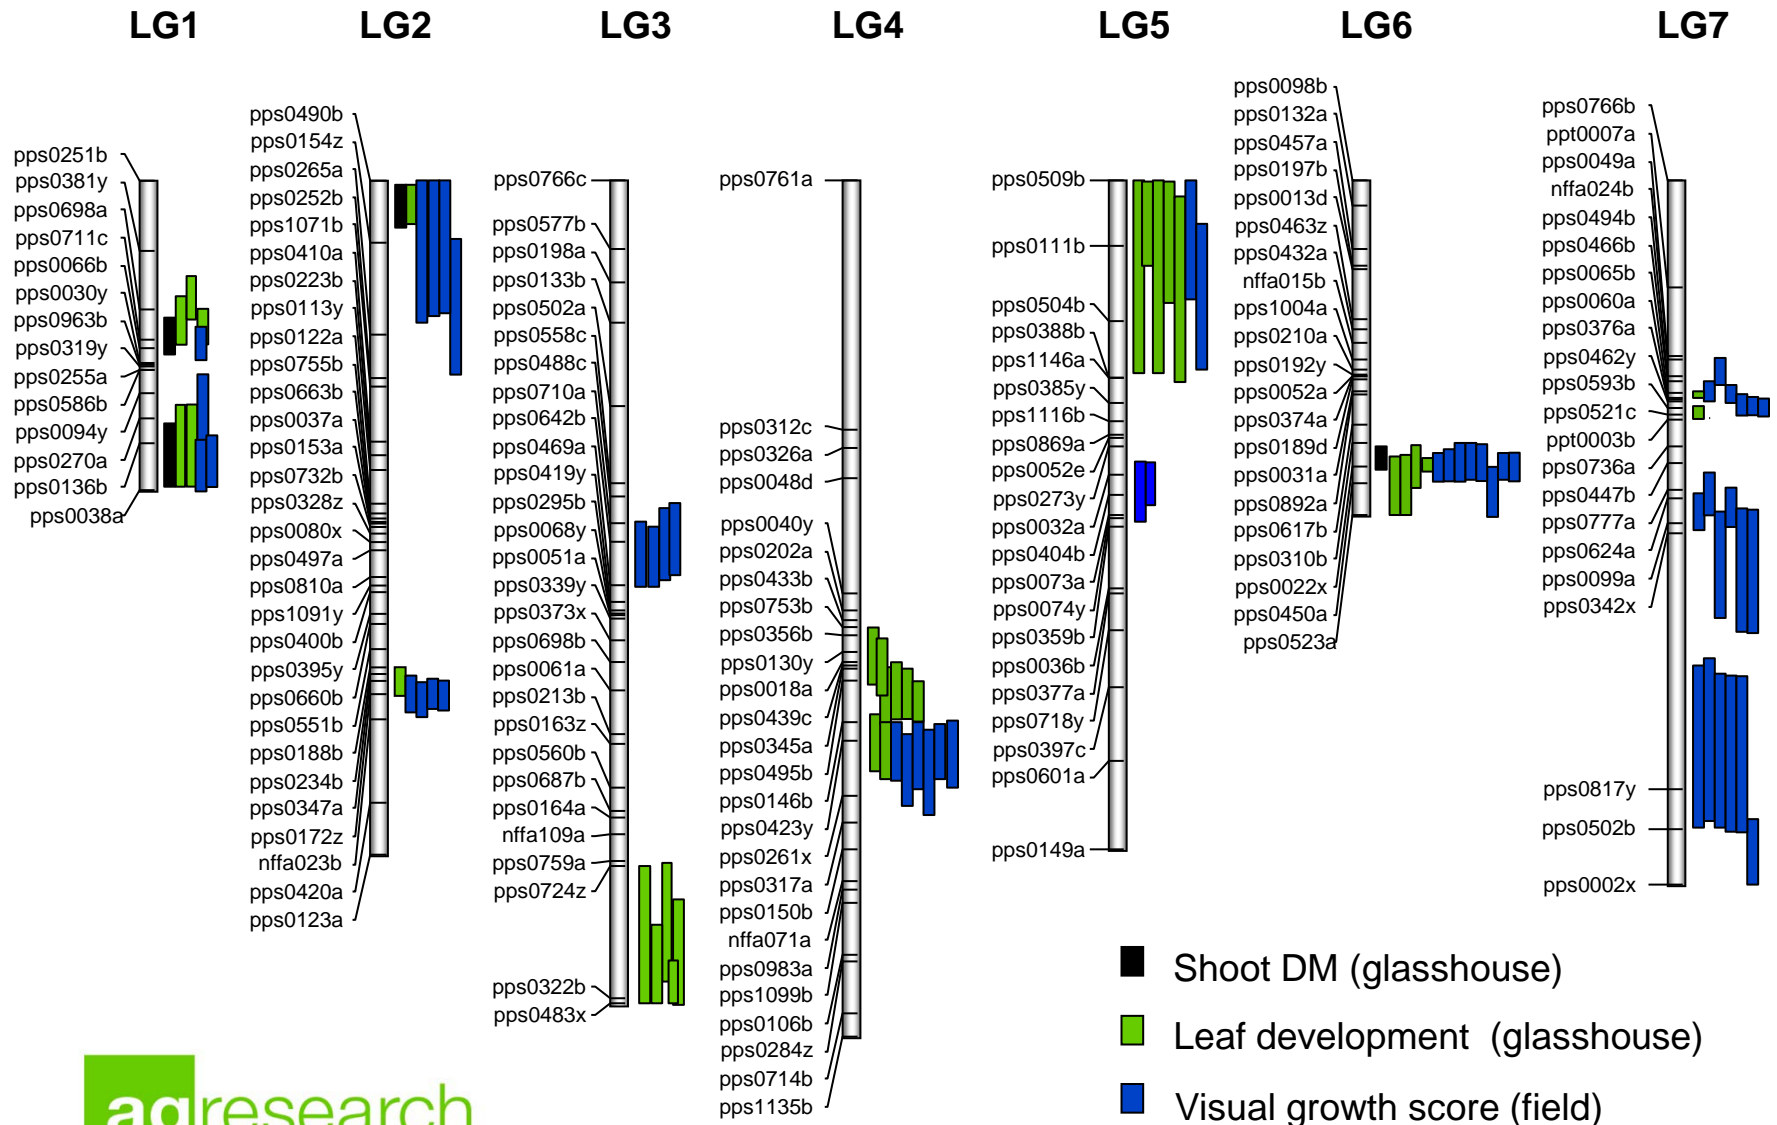 LG1
LG2
LG3
LG4
LG5
LG6
LG7
pps0251b
pps0381y
pps0698a
pps0711c
pps0066b
pps0030y
pps0963b
pps0319y
pps0255a
pps0586b
pps0094y
pps0270a
pps0136b
pps0038a
pps0490b
pps0154z
pps0265a
pps0252b
pps1071b
pps0410a
pps0223b
pps0113y
pps0122a
pps0755b
pps0663b
pps0037a
pps0153a
pps0732b
pps0328z
pps0080x
pps0497a
pps0810a
pps1091y
pps0400b
pps0395y
pps0660b
pps0551b
pps0188b
pps0234b
pps0347a
pps0172z
nffa023b
pps0420a
pps0123a
pps0766c
pps0577b
pps0198a
pps0133b
pps0502a
pps0558c
pps0488c
pps0710a
pps0642b
pps0469a
pps0419y
pps0295b
pps0068y
pps0051a
pps0339y
pps0373x
pps0698b
pps0061a
pps0213b
pps0163z
pps0560b
pps0687b
pps0164a
nffa109a
pps0759a
pps0724z
pps0322b
pps0483x
pps0761a
pps0312c
pps0326a
pps0048d
pps0040y
pps0202a
pps0433b
pps0753b
pps0356b
pps0130y
pps0018a
pps0439c
pps0345a
pps0495b
pps0146b
pps0423y
pps0261x
pps0317a
pps0150b
nffa071a
pps0983a
pps1099b
pps0106b
pps0284z
pps0714b
pps1135b
pps0509b
pps0111b
pps0504b
pps0388b
pps1146a
pps0385y
pps1116b
pps0869a
pps0052e
pps0273y
pps0032a
pps0404b
pps0073a
pps0074y
pps0359b
pps0036b
pps0377a
pps0718y
pps0397c
pps0601a
pps0149a
pps0098b
pps0132a
pps0457a
pps0197b
pps0013d
pps0463z
pps0432a
nffa015b
pps1004a
pps0210a
pps0192y
pps0052a
pps0374a
pps0189d
pps0031a
pps0892a
pps0617b
pps0310b
pps0022x
pps0450a
pps0523a
pps0766b
ppt0007a
pps0049a
nffa024b
pps0494b
pps0466b
pps0065b
pps0060a
pps0376a
pps0462y
pps0593b
pps0521c
ppt0003b
pps0736a
pps0447b
pps0777a
pps0624a
pps0099a
pps0342x
pps0817y
pps0502b
pps0002x
Shoot DM (glasshouse)
Leaf development (glasshouse)
Visual growth score (field)
agresearch